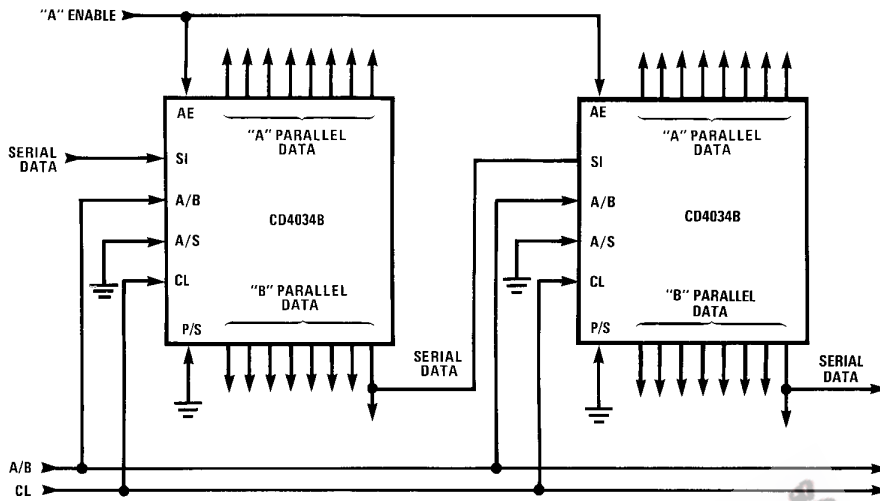 "A" ENABLE
AE
"A" PARALLEL
DATA
SERIAL
DATA
SI
A/B
CD4034B
A/S
CL
"B" PARALLEL
DATA
P/S
SERIAL
DATA
AE
"A" PARALLEL
DATA
SI
A/B
CD4034B
A/S
CL
"B" PARALLEL
DATA
P/S
SERIAL
DATA
A/B
CL